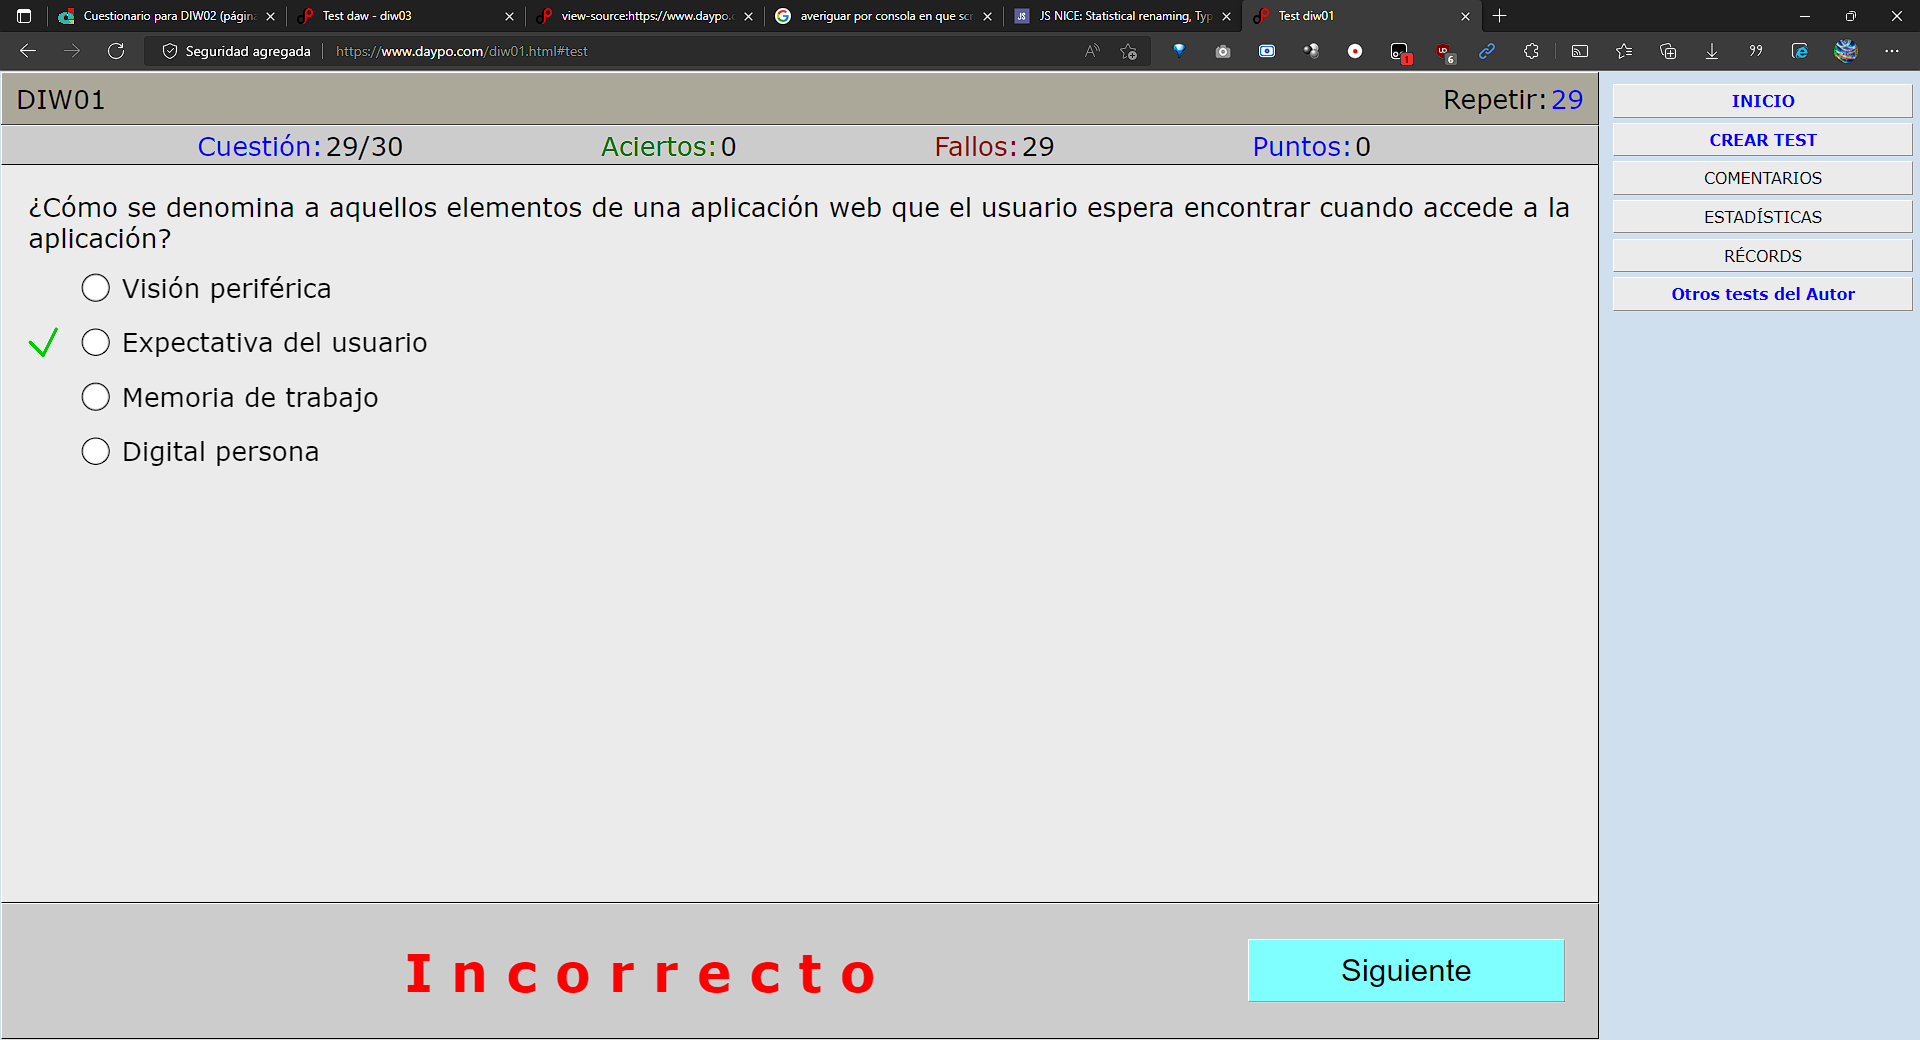 Cuestionario para DIW02 (página
Test daw - diw03
view-source:https://www.daypo.c
averiguar por consola en que scr
JS NICE: Statistical renaming, Typ
Test diw01
Seguridad agregada
https://www.daypo.com/diw01.html#test
1
6
DIW01
Repetir:29
Cuestión:29/30
Aciertos:0
Fallos:29
Puntos:0
¿Cómo se denomina a aquellos elementos de una aplicación web que el usuario espera encontrar cuando accede a la
aplicación?
Visión periférica
Expectativa del usuario
Memoria de trabajo
Digital persona
Incorrecto
Siguiente
INICIO
CREAR TEST
COMENTARIOS
ESTADÍSTICAS
RÉCORDS
Otros tests del Autor